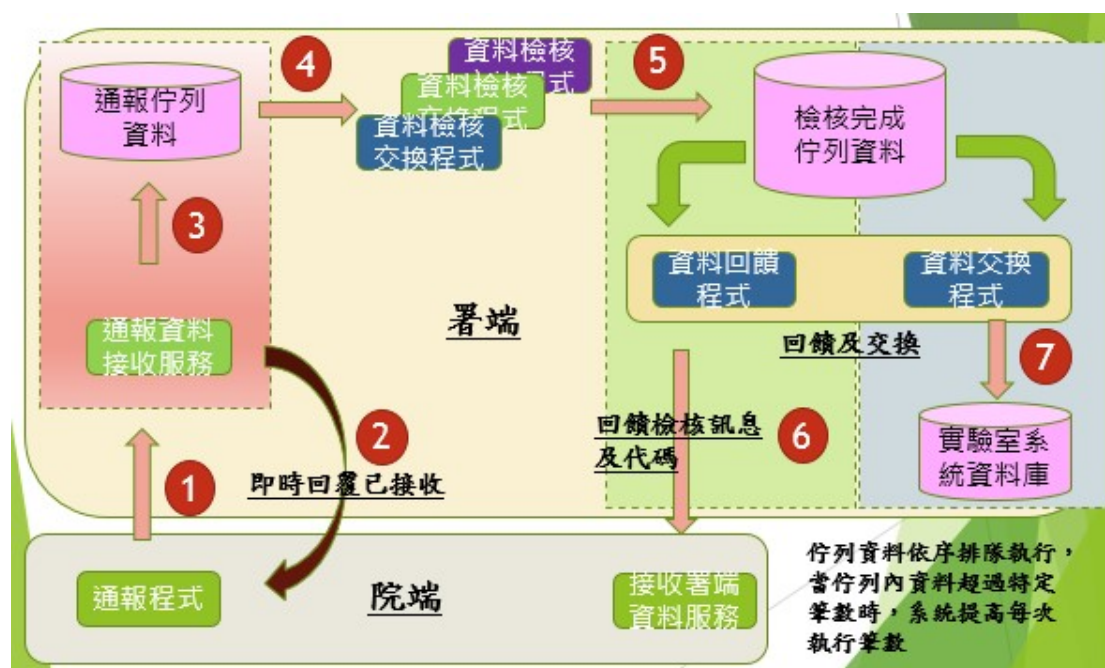 4
資料檢核
程式
資料檢核
交換程式
資料檢核
交換程式
5
通報佇列
資料
檢核完成
佇列資料
3
資料回饋
程式
資料交換
程式
署端
通報資料
接收服務
回饋及交換
7
2
即時回覆已接收
1
回饋檢核訊息
及代碼
6
實驗室系
統資料庫
通報程式
院端
接收署端
資料服務
佇列資料依序排隊執行，
當佇列內資料超過特定
筆數時，系統提高每次
執行筆數